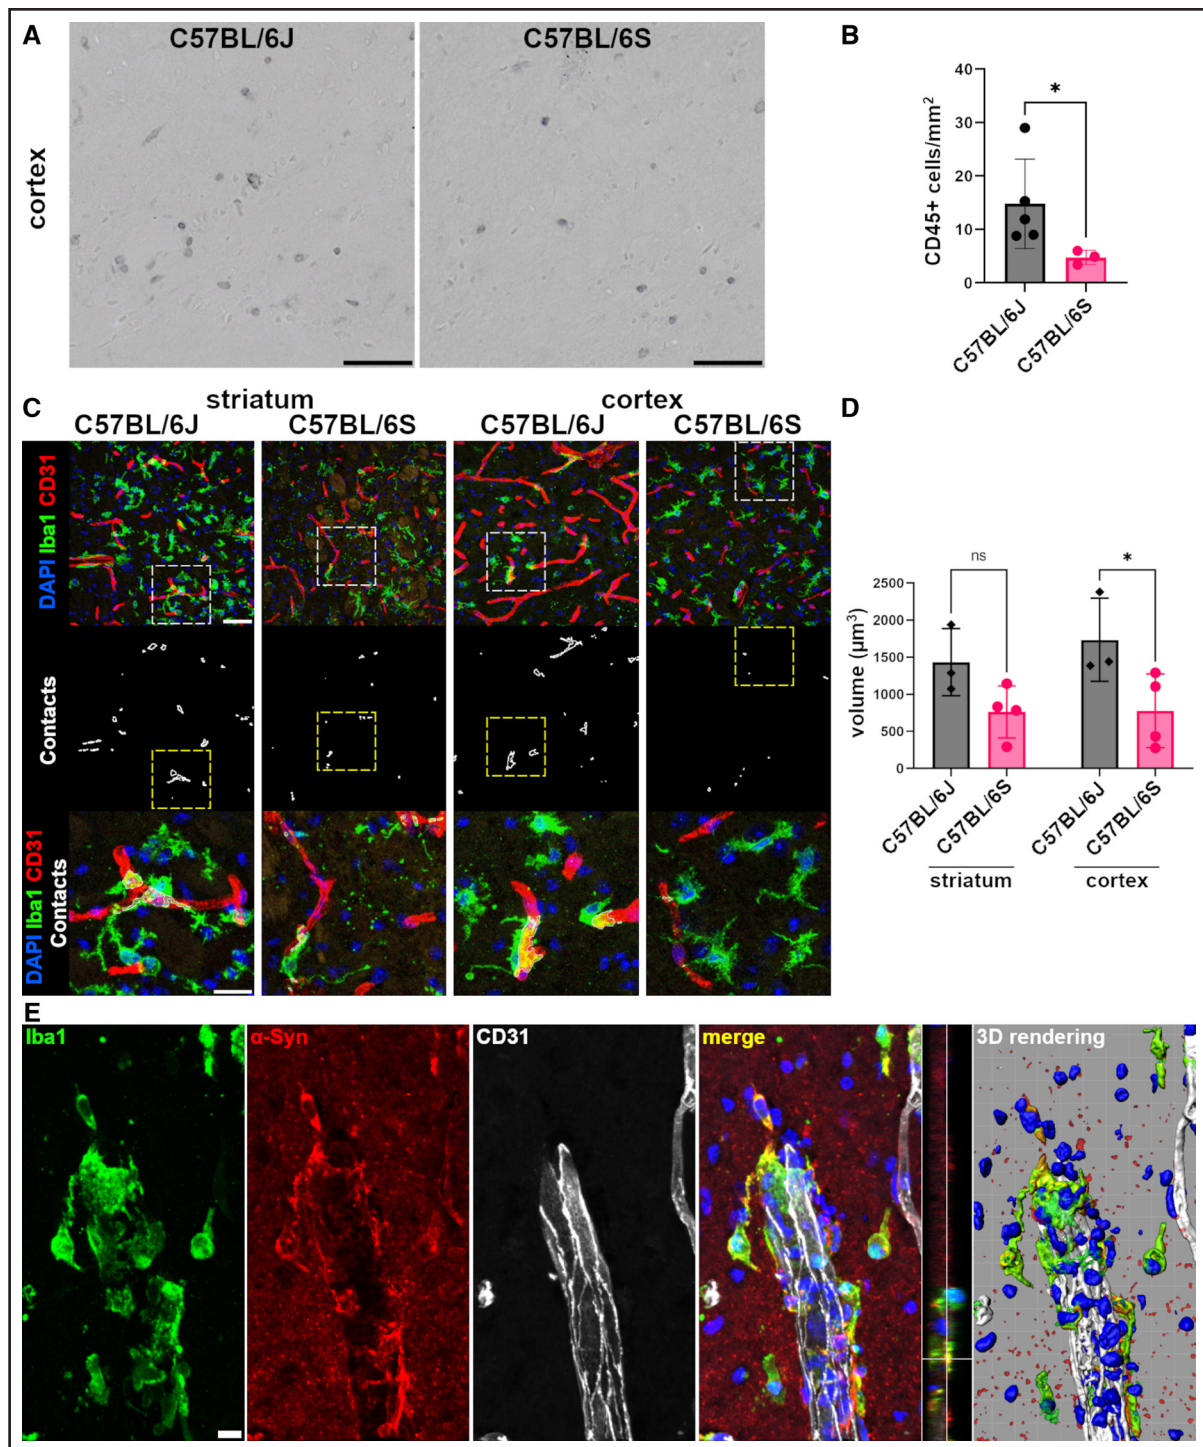 A
C57BL/6J
C57BL/6S
cortex
B
CD45+ cells/mm²
40
30
20
10
0
*
C57BL/6J
C57BL/6S
C
striatum
cortex
C57BL/6J
C57BL/6S
C57BL/6J
C57BL/6S
DAPI Iba1 CD31
Contacts
DAPI Iba1 CD31
Contacts
D
volume (µm³)
2500
2000
1500
1000
500
0
ns
*
C57BL/6J
C57BL/6S
C57BL/6J
C57BL/6S
striatum
cortex
E
Iba1
α-Syn
CD31
merge
3D rendering